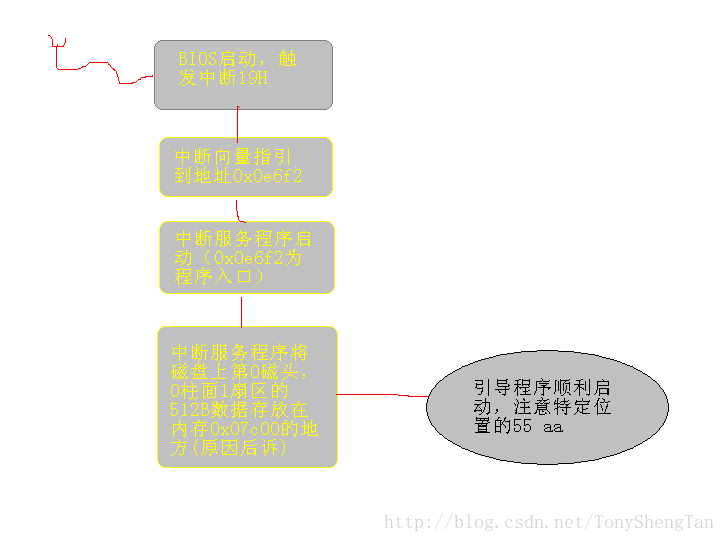 BIOS启动，触
发中断19H
中断向量指引
到地址0x0e6f2
中断服务程序启
动（0x0e6f2为
程序入口）
中断服务程序将
磁盘上第0磁头，
0柱面1扇区的
512B数据存放在
内存0x07c00的地
方(原因后诉)
引导程序顺利启
动，注意特定位
置的55 aa
http://blog.csdn.net/TonyShengTan